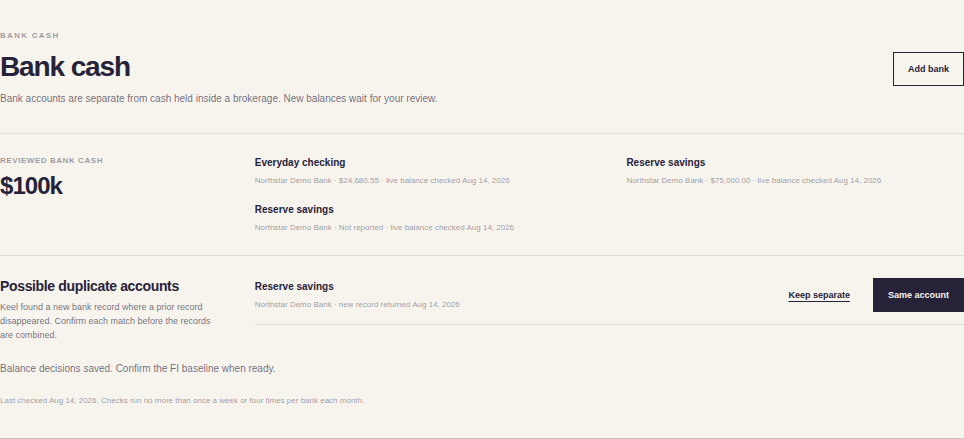 BANK CASH
Bank cash
Add bank
Bank accounts are separate from cash held inside a brokerage. New balances wait for your review.
REVIEWED BANK CASH
$100k
Everyday checking
Northstar Demo Bank · $24,680.55 · live balance checked Aug 14, 2026
Reserve savings
Northstar Demo Bank · $75,000.00 · live balance checked Aug 14, 2026
Reserve savings
Northstar Demo Bank · Not reported · live balance checked Aug 14, 2026
Possible duplicate accounts
Keel found a new bank record where a prior record
disappeared. Confirm each match before the records
are combined.
Reserve savings
Northstar Demo Bank · new record returned Aug 14, 2026
Keep separate
Same account
Balance decisions saved. Confirm the FI baseline when ready.
Last checked Aug 14, 2026. Checks run no more than once a week or four times per bank each month.